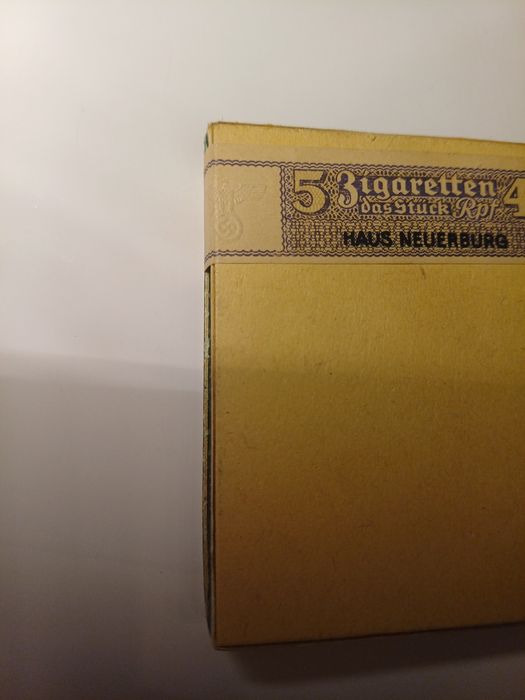 5 Zigaretten 4
das Stück Rpf.
HAUS NEUERBURG